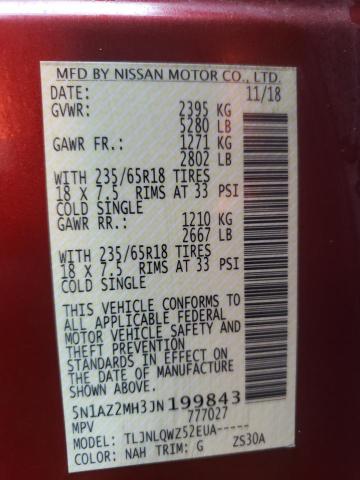 MFD BY NISSAN MOTOR CO., LTD.
DATE: 11/18
GVWR: 2395 KG
5280 LB
GAWR FR.: 1271 KG
2802 LB
WITH 235/65R18 TIRES
18 X 7.5 RIMS AT 33 PSI
COLD SINGLE
GAWR RR.: 1210 KG
2667 LB
WITH 235/65R18 TIRES
18 X 7.5 RIMS AT 33 PSI
COLD SINGLE
THIS VEHICLE CONFORMS TO
ALL APPLICABLE FEDERAL
MOTOR VEHICLE SAFETY AND
THEFT PREVENTION
STANDARDS IN EFFECT ON
THE DATE OF MANUFACTURE
SHOWN ABOVE.
5N1AZ2MH3JN199843
MPV 777027
MODEL: TLJNLQWZ52EUA-----
COLOR: NAH TRIM: G ZS30A